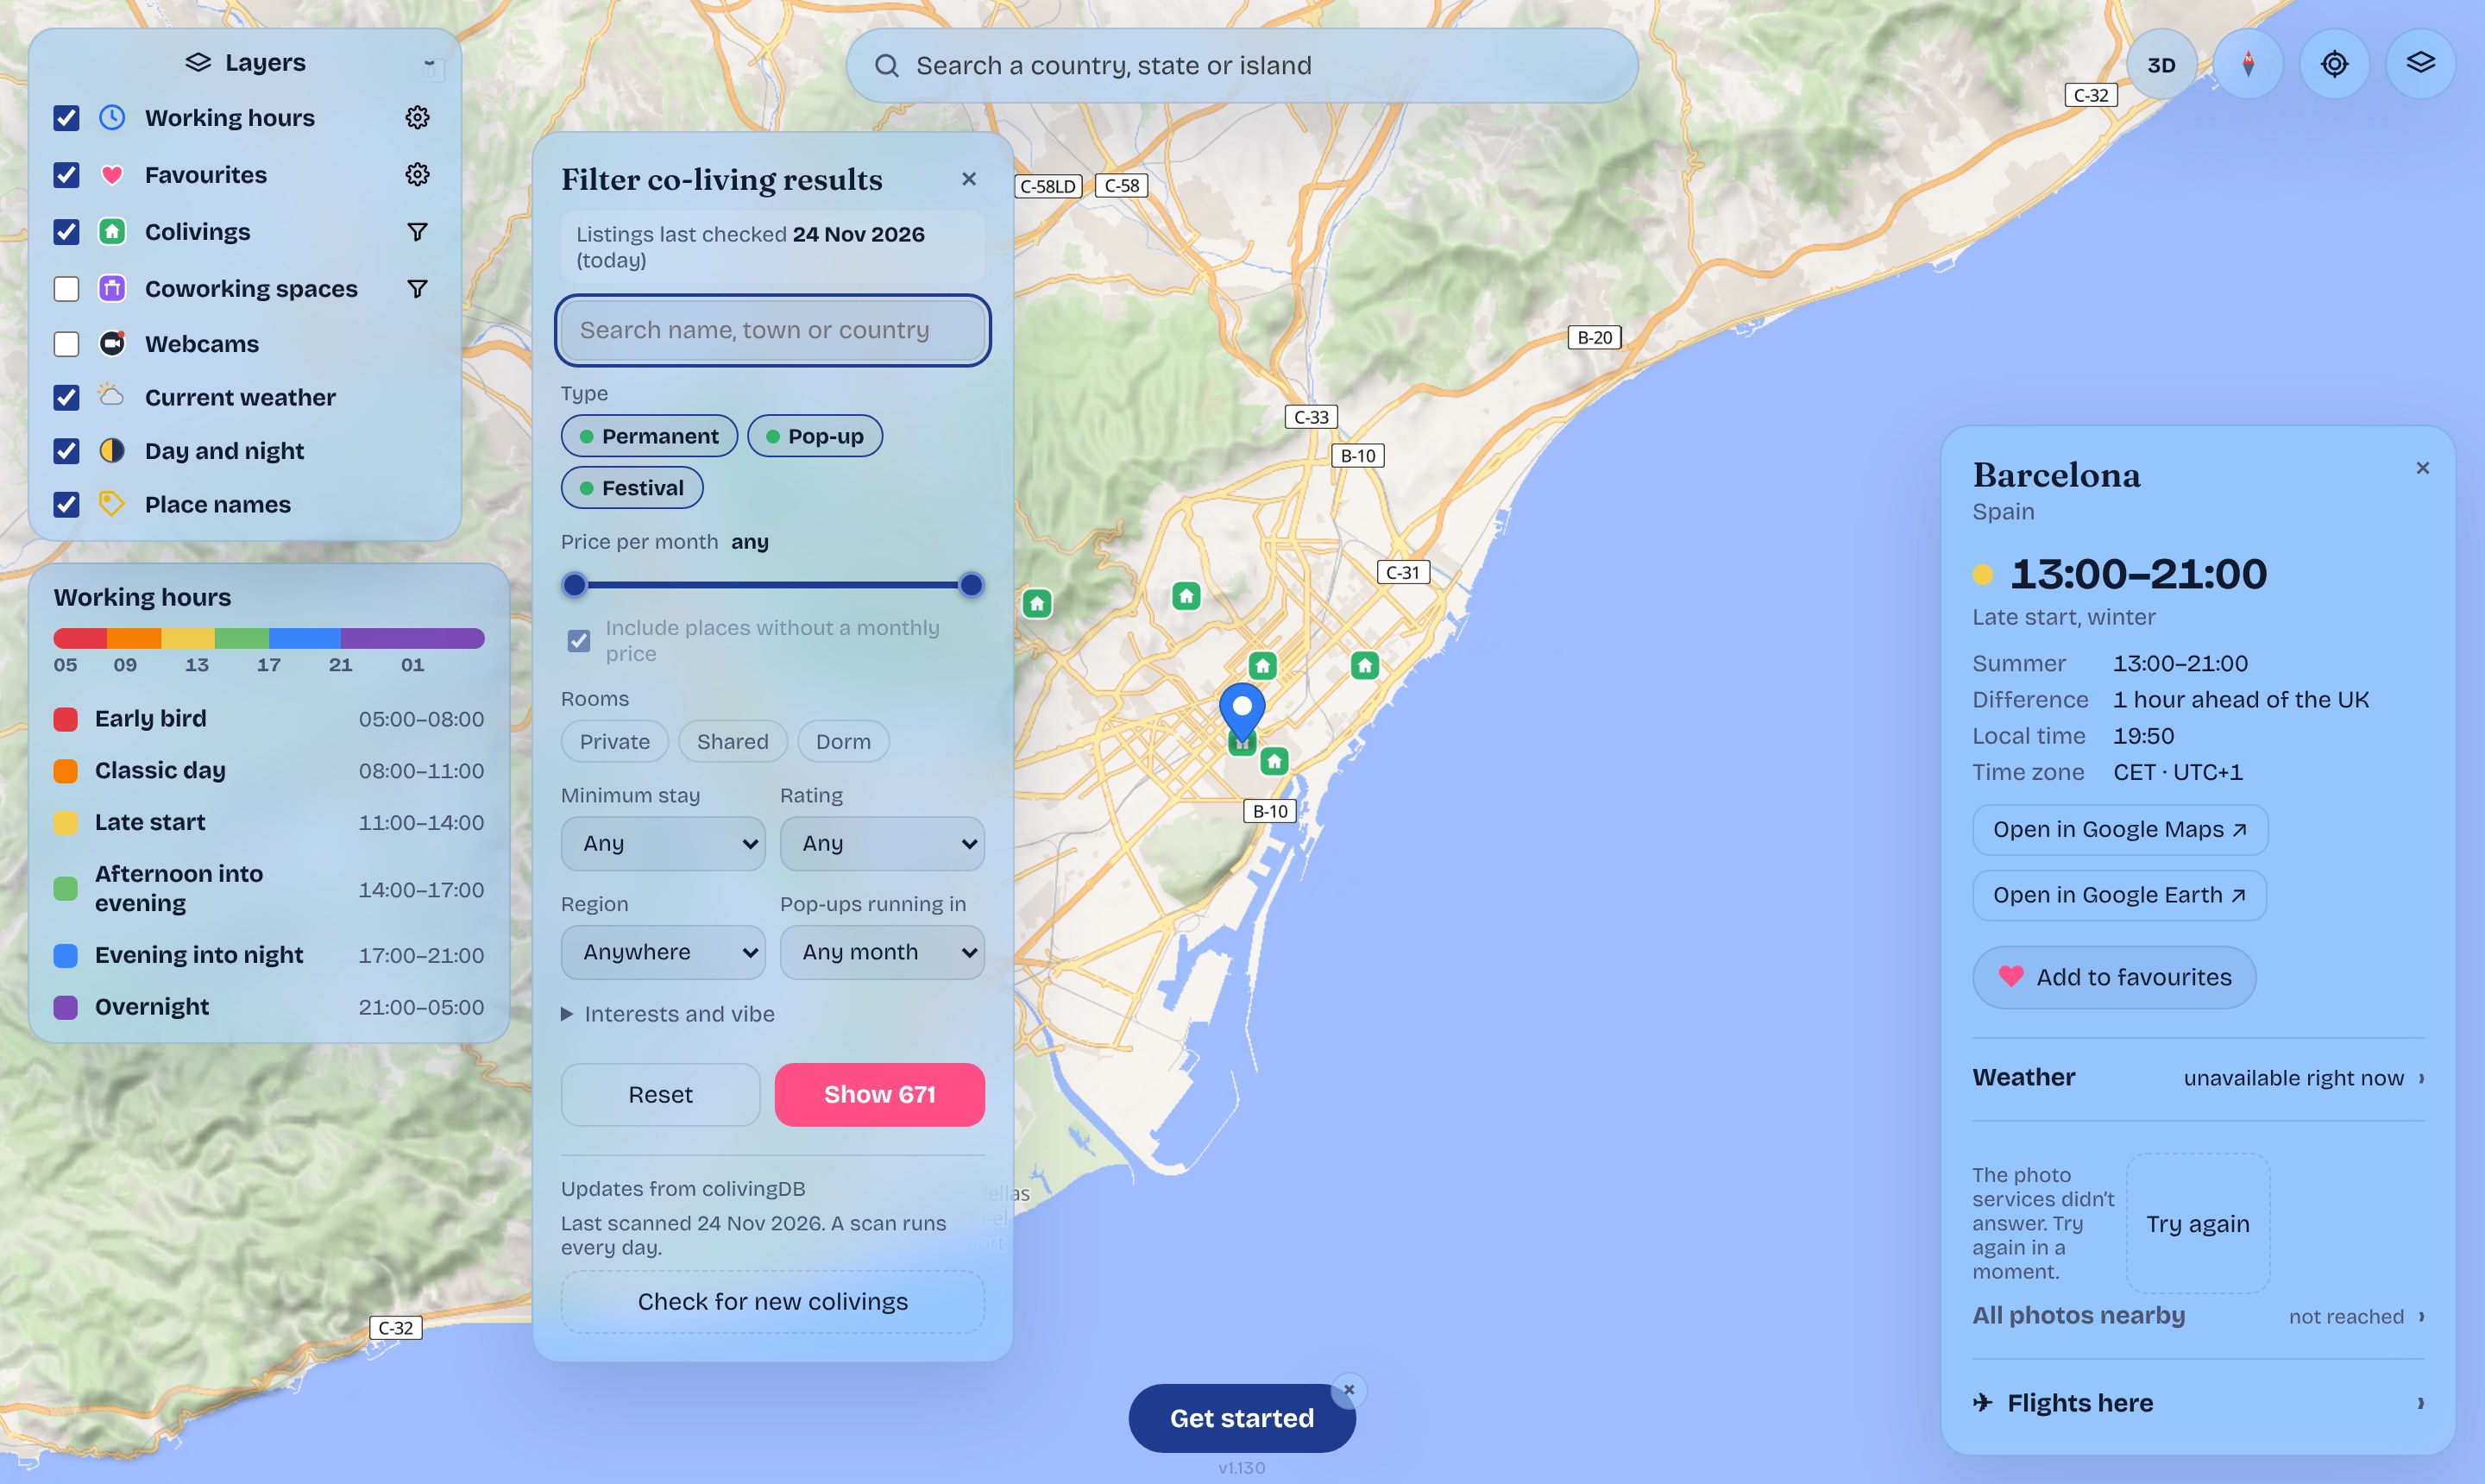 Layers
Working hours
Favourites
Colivings
Coworking spaces
Webcams
Current weather
Day and night
Place names
Working hours
05 09 13 17 21 01
Early bird 05:00–08:00
Classic day 08:00–11:00
Late start 11:00–14:00
Afternoon into
evening 14:00–17:00
Evening into night 17:00–21:00
Overnight 21:00–05:00
Search a country, state or island
Filter co-living results ×
Listings last checked 24 Nov 2026
(today)
Search name, town or country
Type
Permanent Pop-up
Festival
Price per month any
Include places without a monthly
price
Rooms
Private Shared Dorm
Minimum stay Rating
Any Any
Region Pop-ups running in
Anywhere Any month
Interests and vibe
Reset Show 671
Updates from colivingDB
Last scanned 24 Nov 2026. A scan runs
every day.
Check for new colivings
C-58LD C-58
C-32
B-20
C-33
B-10
C-31
B-10
C-32
Get started ×
v1.130
3D
N
Barcelona ×
Spain
13:00–21:00
Late start, winter
Summer 13:00–21:00
Difference 1 hour ahead of the UK
Local time 19:50
Time zone CET · UTC+1
Open in Google Maps ↗
Open in Google Earth ↗
Add to favourites
Weather unavailable right now ›
The photo
services didn't
answer. Try
again in a
moment.
Try again
All photos nearby not reached ›
Flights here ›